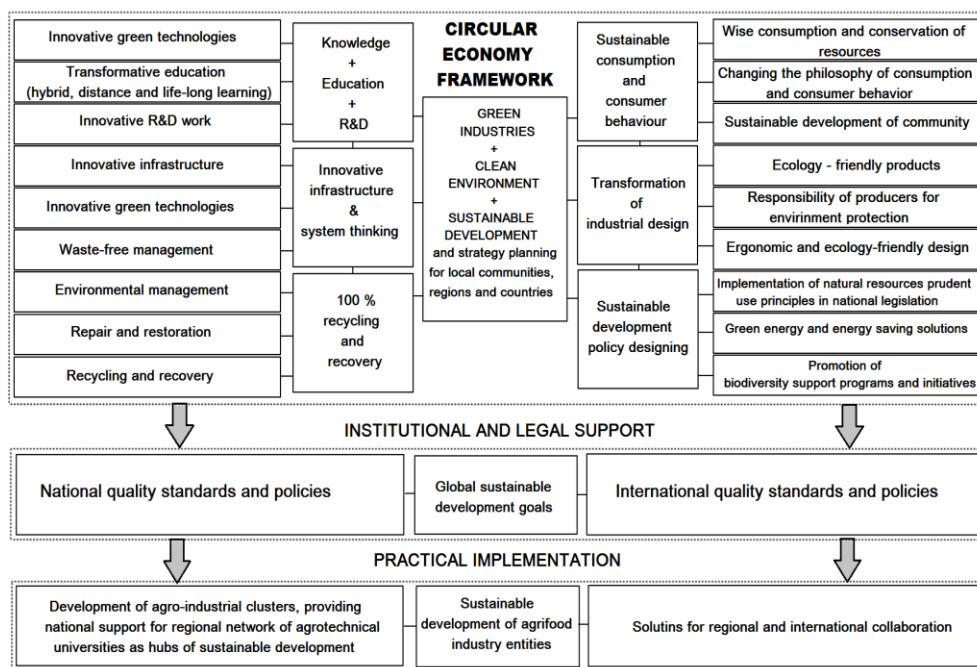 Innovative green technologies
Transformative education
(hybrid, distance and life-long learning)
Innovative R&D work
Innovative infrastructure
Innovative green technologies
Waste-free management
Environmental management
Repair and restoration
Recycling and recovery
Knowledge
+
Education
+
R&D
Innovative
infrastructure
&
system thinking
100 %
recycling
and
recovery
CIRCULAR
ECONOMY
FRAMEWORK
GREEN
INDUSTRIES
+
CLEAN
ENVIRONMENT
+
SUSTAINABLE
DEVELOPMENT
and strategy planning
for local communities,
regions and countries
Sustainable
consumption
and
consumer
behaviour
Transformation
of
industrial design
Sustainable
development
policy designing
Wise consumption and conservation of
resources
Changing the philosophy of consumption
and consumer behavior
Sustainable development of community
Ecology - friendly products
Responsibility of producers for
envirinment protection
Ergonomic and ecology-friendly design
Implementation of natural resources prudent
use principles in national legislation
Green energy and energy saving solutions
Promotion of
biodiversity support programs and initiatives
INSTITUTIONAL AND LEGAL SUPPORT
National quality standards and policies
Global sustainable
development goals
International quality standards and policies
PRACTICAL IMPLEMENTATION
Development of agro-industrial clusters, providing
national support for regional network of agrotechnical
universities as hubs of sustainable development
Sustainable
development of agrifood
industry entities
Solutins for regional and international collaboration